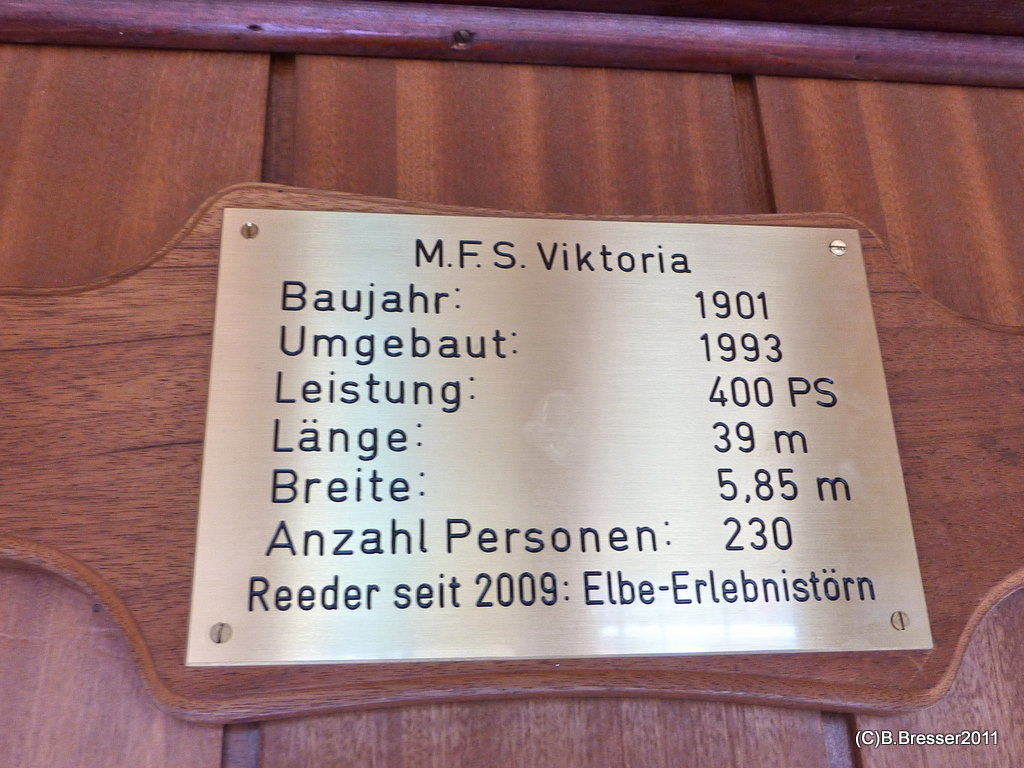 M.F.S. Viktoria
Baujahr: 1901
Umgebaut: 1993
Leistung: 400 PS
Länge: 39 m
Breite: 5,85 m
Anzahl Personen: 230
Reeder seit 2009: Elbe-Erlebnistörn
(C)B.Bresser2011